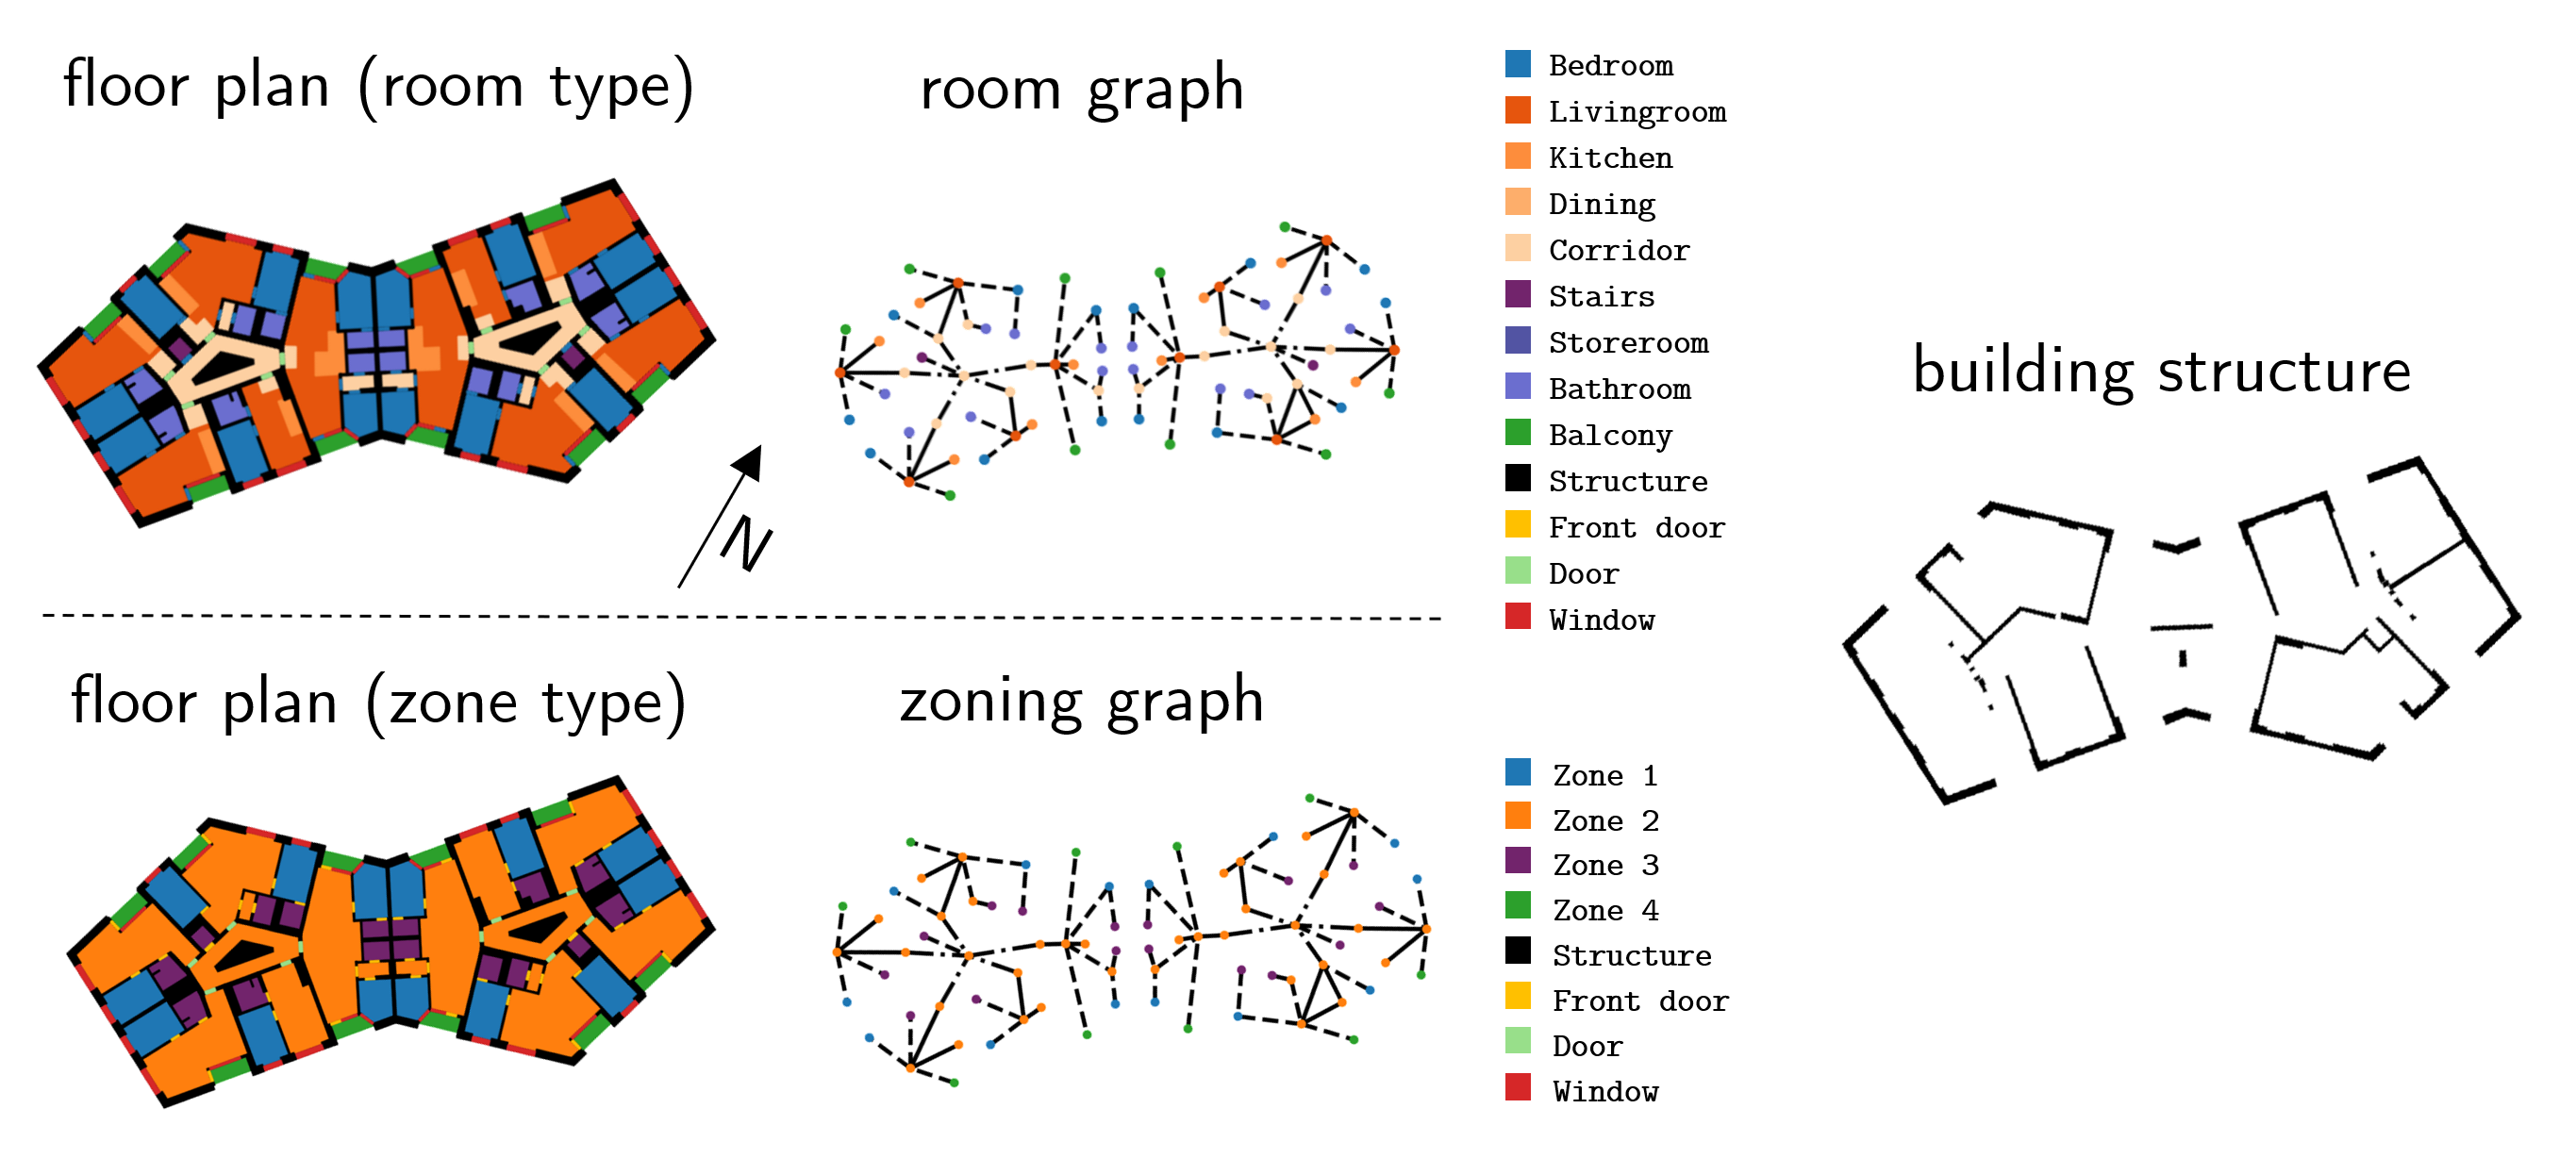 floor plan (room type)
room graph
Bedroom
Livingroom
Kitchen
Dining
Corridor
Stairs
Storeroom
Bathroom
Balcony
Structure
Front door
Door
Window
building structure
N
floor plan (zone type)
zoning graph
Zone 1
Zone 2
Zone 3
Zone 4
Structure
Front door
Door
Window